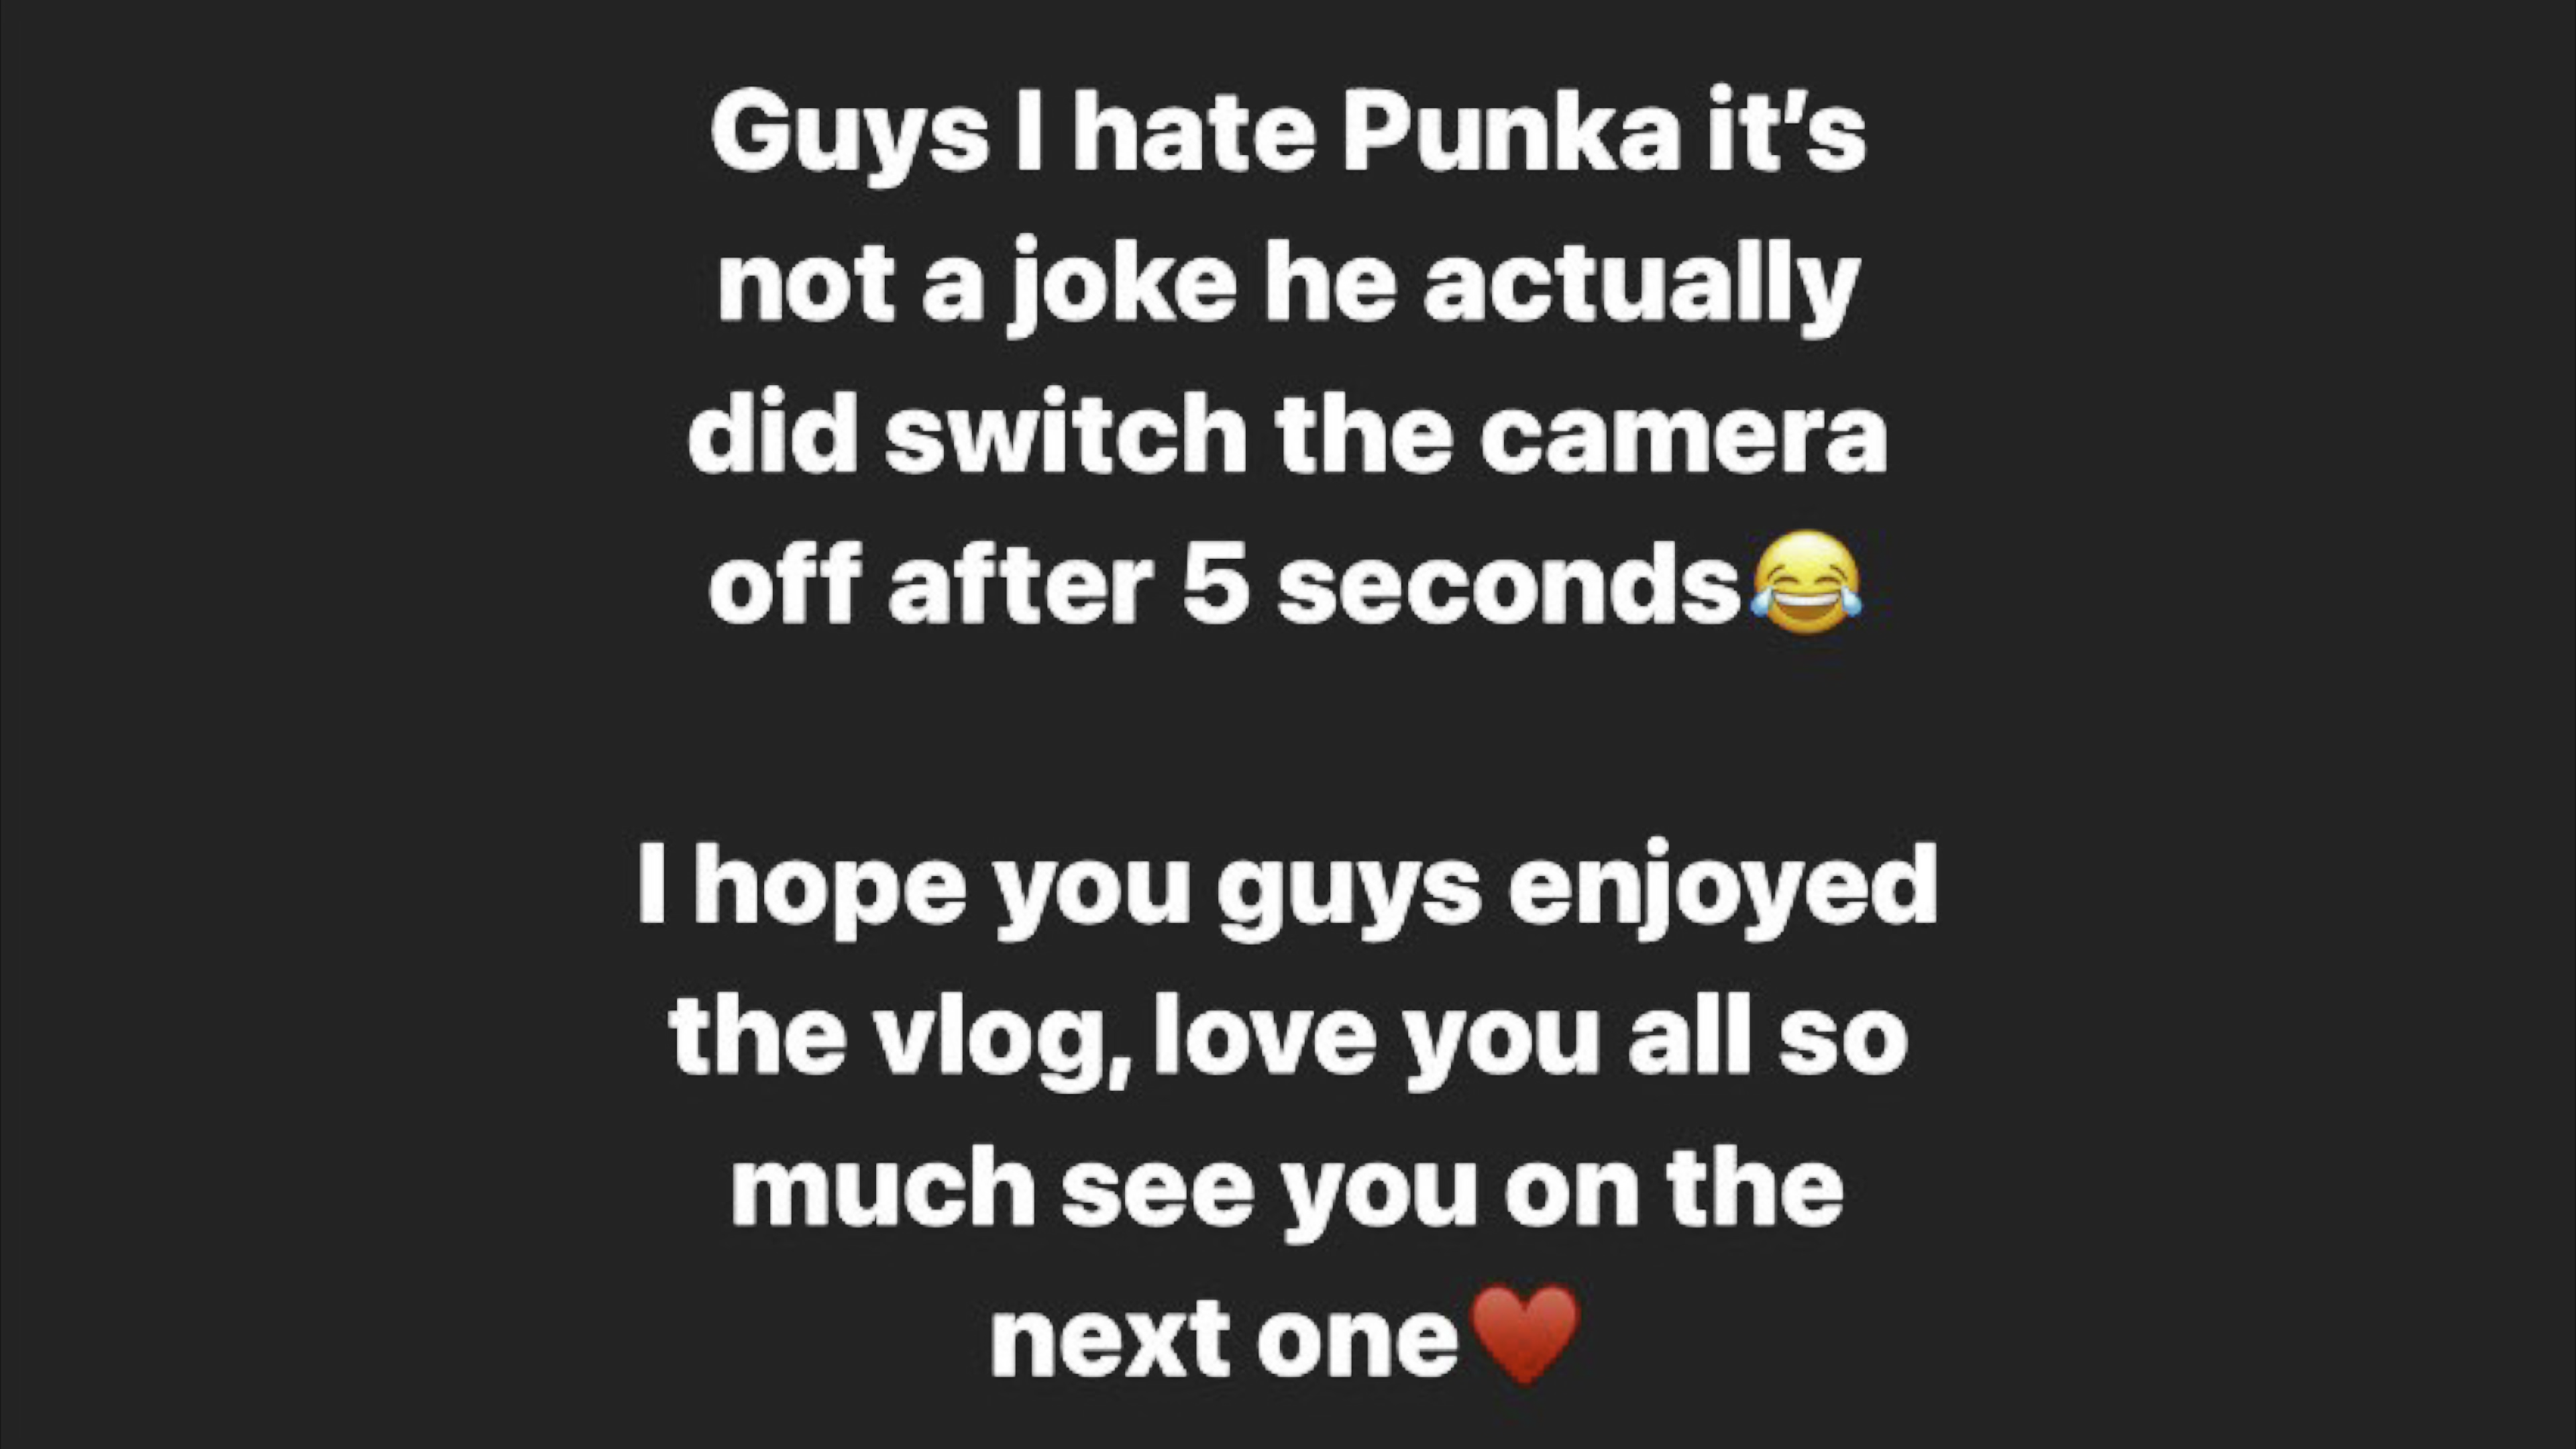 Guys I hate Punka it’s
not a joke he actually
did switch the camera
off after 5 seconds😂
I hope you guys enjoyed
the vlog, love you all so
much see you on the
next one♥️